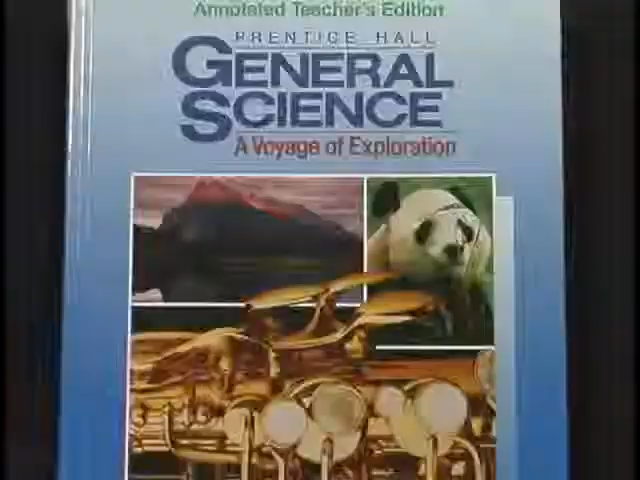 Annotated Teacher's Edition
PRENTICE HALL
GENERAL
SCIENCE
A Voyage of Exploration